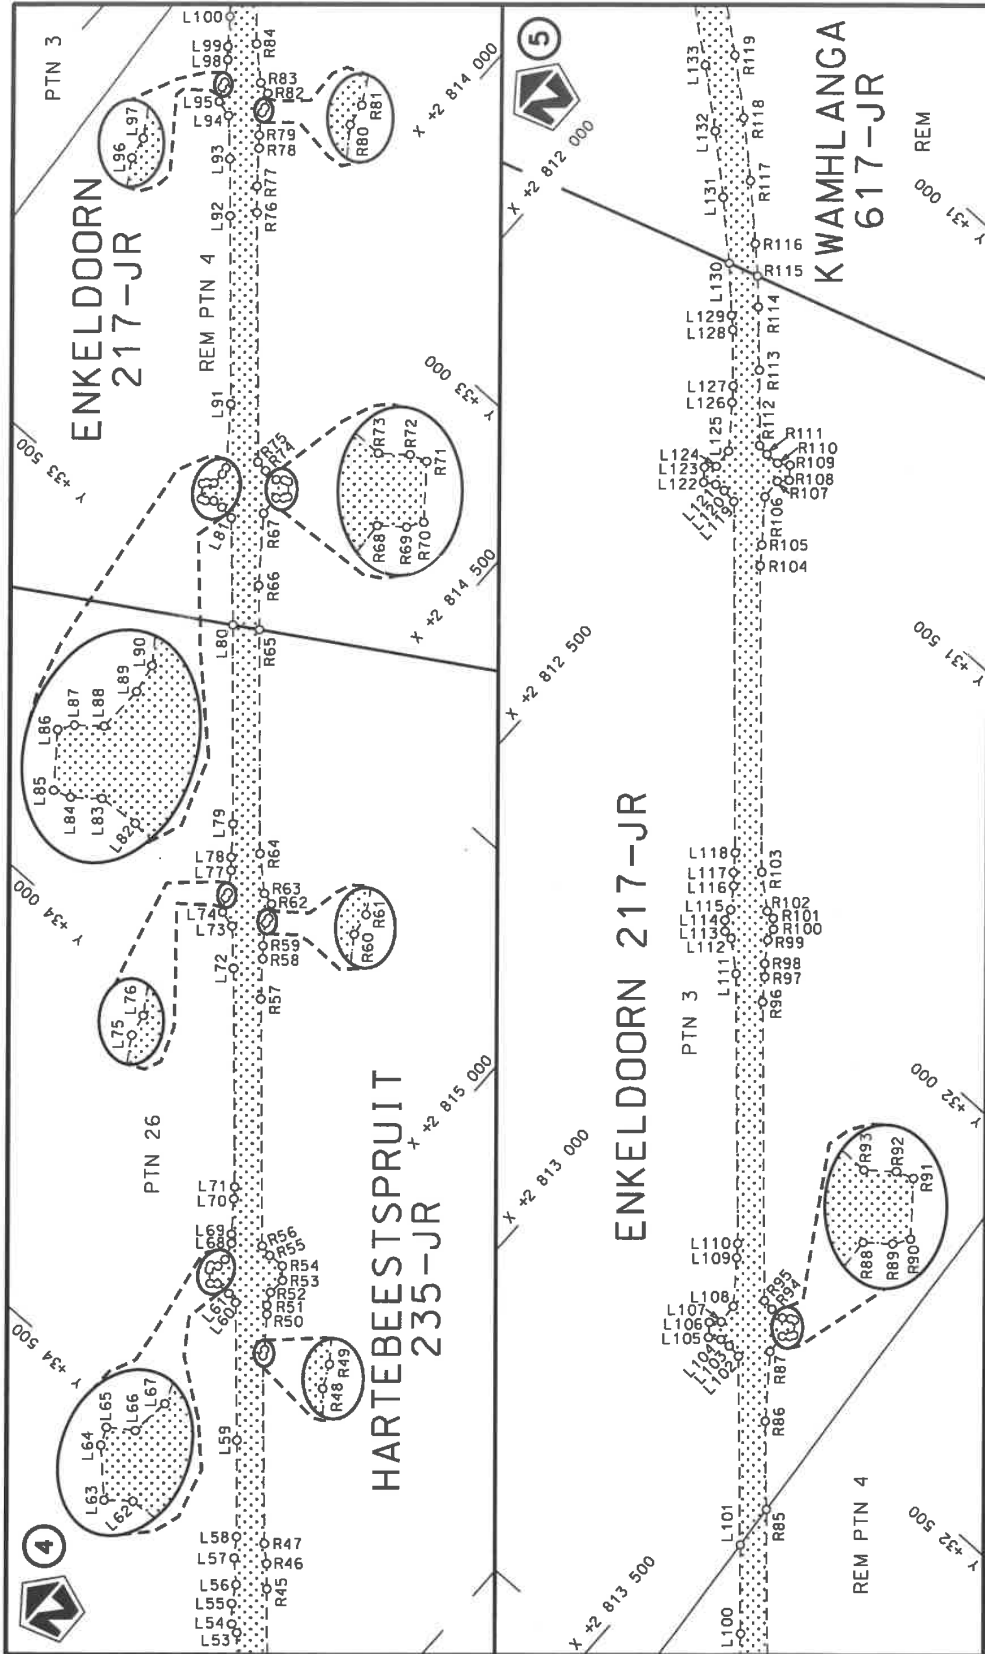 4
PTN 26
HARTEBEESTSPRUIT
235-JR
ENKELDOORN
217-JR
REM PTN 4
PTN 3
Y +34 500
Y +34 000
Y +33 500
X +2 815 000
X +2 814 500
Y +33 000
X +2 814 000
L53
L54
L55
L56
L57
L58
L59
L60
L61
L62
L63
L64
L65
L66
L67
L68
L69
L70
L71
L72
L73
L74
L75
L76
L77
L78
L79
L80
L81
L82
L83
L84
L85
L86
L87
L88
L89
L90
L91
L92
L93
L94
L95
L96
L97
L98
L99
L100
R45
R46
R47
R48
R49
R50
R51
R52
R53
R54
R55
R56
R57
R58
R59
R60
R61
R62
R63
R64
R65
R66
R67
R68
R69
R70
R71
R72
R73
R74
R75
R76
R77
R78
R79
R80
R81
R82
R83
R84
5
REM PTN 4
ENKELDOORN 217-JR
PTN 3
KWAMHLANGA
617-JR
REM
X +2 813 500
X +2 813 000
X +2 812 500
X +2 812 000
Y +32 500
Y +32 000
Y +31 500
Y +31 000
L100
L101
L102
L103
L104
L105
L106
L107
L108
L109
L110
L111
L112
L113
L114
L115
L116
L117
L118
L119
L120
L121
L122
L123
L124
L125
L126
L127
L128
L129
L130
L131
L132
L133
R85
R86
R87
R88
R89
R90
R91
R92
R93
R94
R95
R96
R97
R98
R99
R100
R101
R102
R103
R104
R105
R106
R107
R108
R109
R110
R111
R112
R113
R114
R115
R116
R117
R118
R119